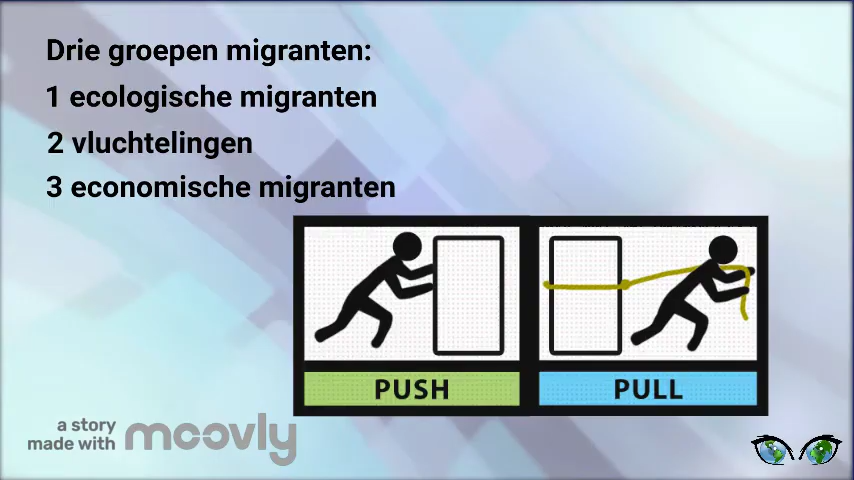 Drie groepen migranten:
1 ecologische migranten
2 vluchtelingen
3 economische migranten
PUSH
PULL
a story
made with moovly